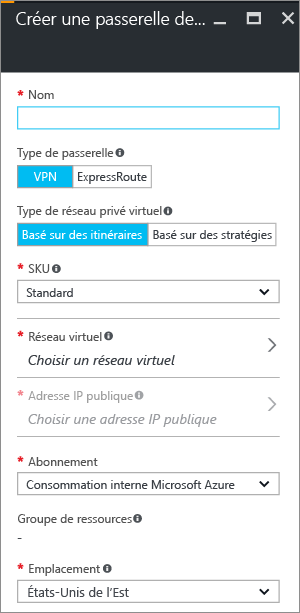 Créer une passerelle de...
* Nom
Type de passerelle
VPN ExpressRoute
Type de réseau privé virtuel
Basé sur des itinéraires Basé sur des stratégies
* SKU
Standard
* Réseau virtuel
Choisir un réseau virtuel
* Adresse IP publique
Choisir une adresse IP publique
* Abonnement
Consommation interne Microsoft Azure
Groupe de ressources
-
* Emplacement
États-Unis de l'Est